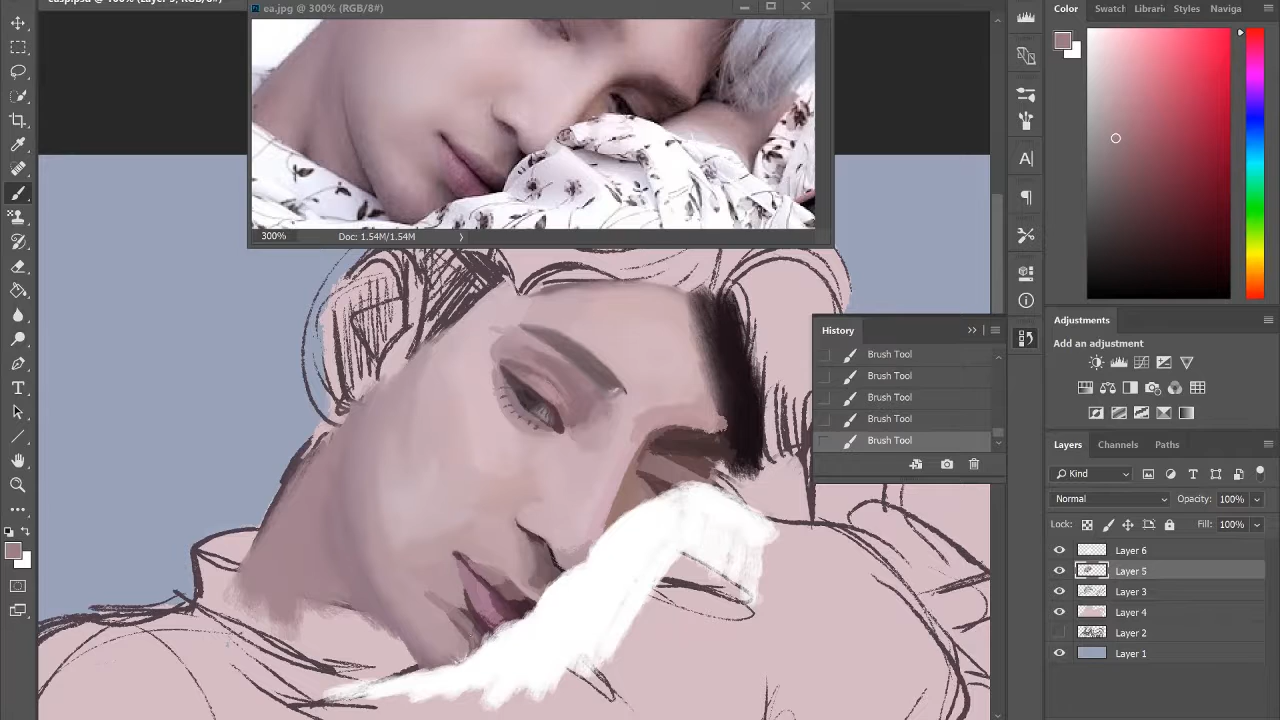 ea.jpg @ 300% (RGB/8#)
Color
Swatch
Librari
Styles
Naviga
300%
Doc: 1.54M/1.54M
History
Brush Tool
Brush Tool
Brush Tool
Brush Tool
Brush Tool
Adjustments
Add an adjustment
Layers
Channels
Paths
Kind
Normal
Opacity: 100%
Lock:
Fill: 100%
Layer 6
Layer 5
Layer 3
Layer 4
Layer 2
Layer 1